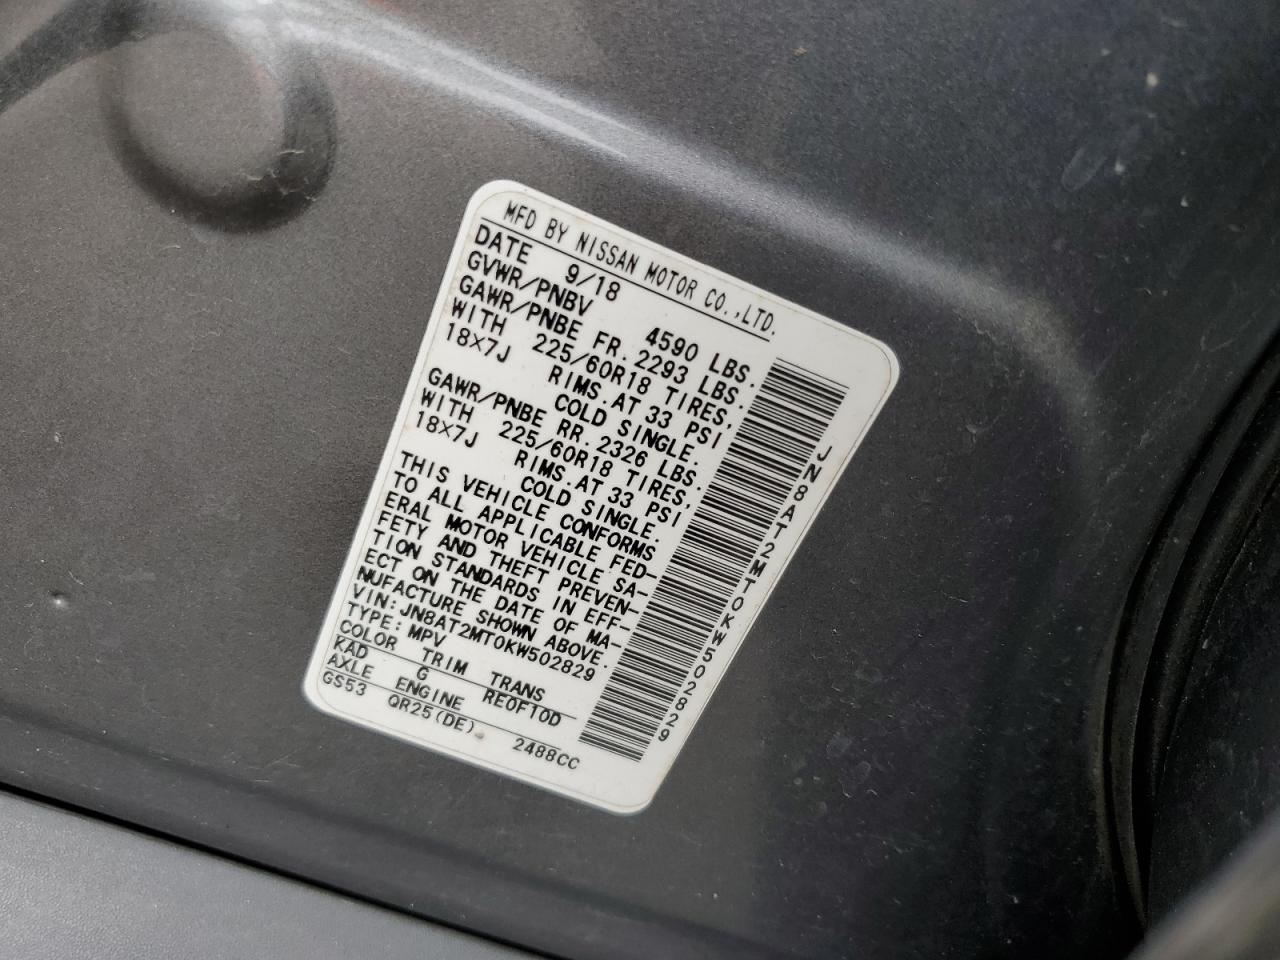 MFD BY NISSAN MOTOR CO.,LTD.
DATE 9/18
GVWR/PNBV 4590 LBS.
GAWR/PNBE FR. 2293 LBS.
WITH 225/60R18 TIRES,
18×7J RIMS. AT 33 PSI
COLD SINGLE.
GAWR/PNBE RR. 2326 LBS.
WITH 225/60R18 TIRES,
18×7J RIMS. AT 33 PSI
COLD SINGLE.
THIS VEHICLE CONFORMS
TO ALL APPLICABLE FED-
ERAL MOTOR VEHICLE SA-
FETY AND THEFT PREVEN-
TION STANDARDS IN EFF-
ECT ON THE DATE OF MA-
NUFACTURE SHOWN ABOVE.
VIN: JN8AT2MT0KW502829
TYPE: MPV
COLOR TRIM TRANS
KAD G RE0F10D
AXLE ENGINE
GS53 QR25(DE) 2488CC
JN8AT2MT0KW502829